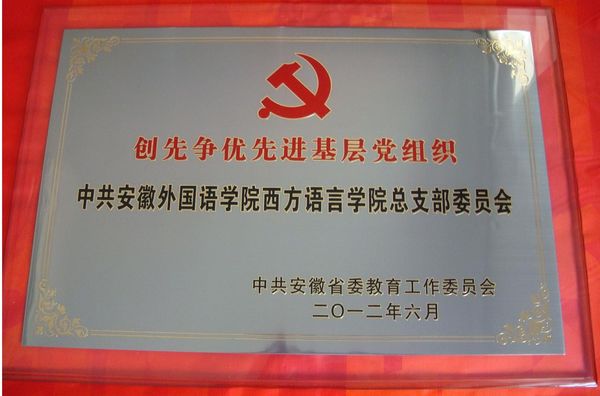 创先争优先进基层党组织
中共安徽外国语学院西方语言学院总支部委员会
中共安徽省委教育工作委员会
二〇一二年六月